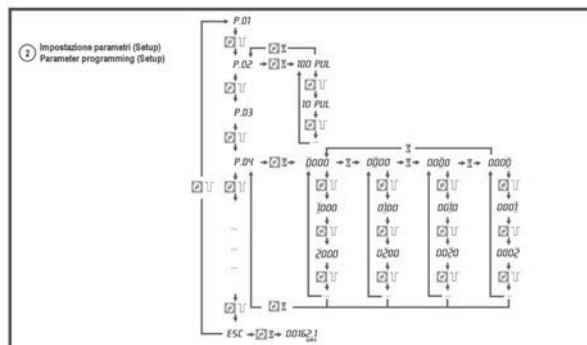 2 Impostazione parametri (Setup)
Parameter programming (Setup)
P.01
P.02 100 PUL
10 PUL
P.03
P.04 0000 0000 0000 0000
1000 0100 0010 0001
2000 0200 0020 0002
ESC 00162.1